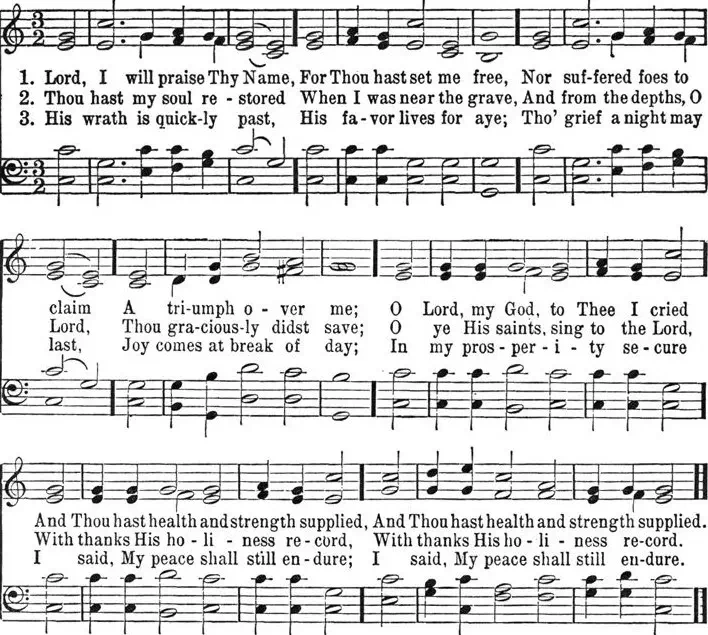 3 2
1. Lord, I will praise Thy Name, For Thou hast set me free, Nor suf-fered foes to
2. Thou hast my soul re - stored When I was near the grave, And from the depths, O
3. His wrath is quick-ly past, His fa-vor lives for aye; Tho' grief a night may
3 2
claim A tri-umph o - ver me; O Lord, my God, to Thee I cried
Lord, Thou gra-cious-ly didst save; O ye His saints, sing to the Lord,
last, Joy comes at break of day; In my pros - per - i - ty se - cure
And Thou hast health and strength supplied, And Thou hast health and strength supplied.
With thanks His ho - li - ness re - cord, With thanks His ho - li - ness re-cord.
I said, My peace shall still en - dure; I said, My peace shall still en-dure.